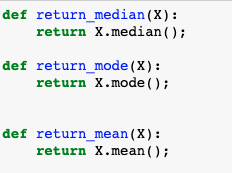 def return_median(X):
    return X.median();
def return_mode(X):
    return X.mode();
def return_mean(X):
    return X.mean();